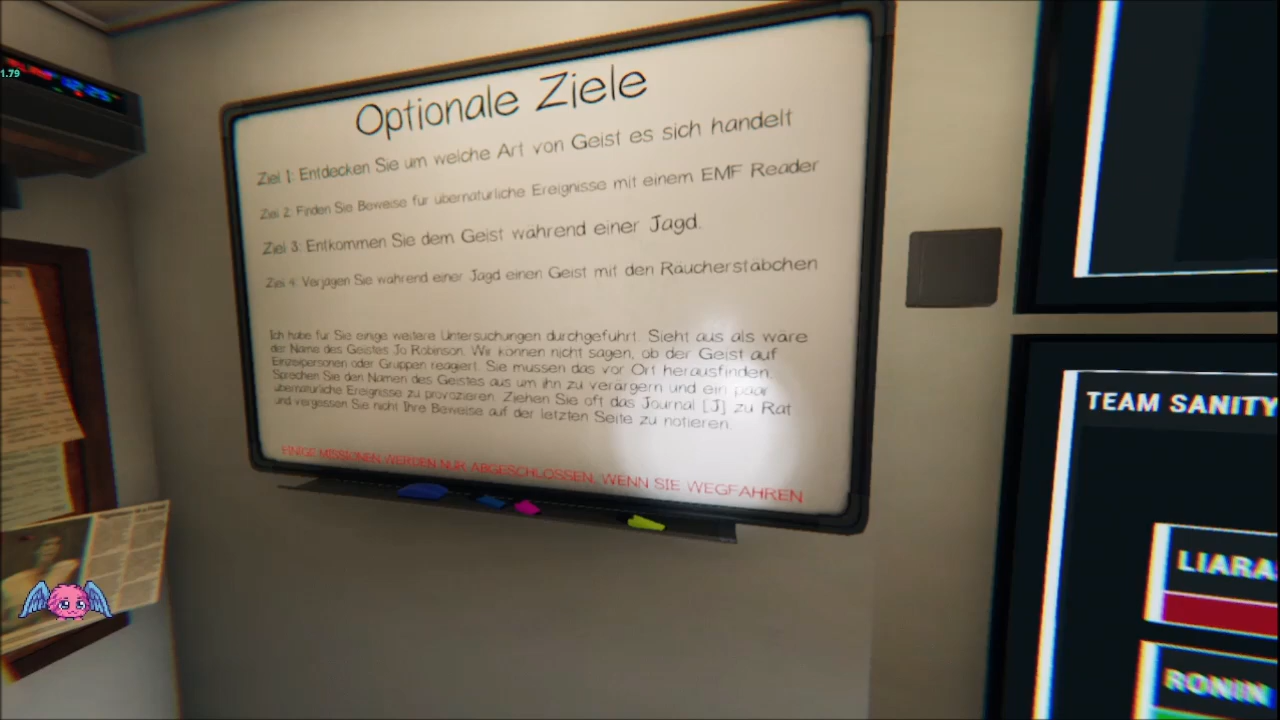 1.79
Optionale Ziele
Ziel 1: Entdecken Sie um welche Art von Geist es sich handelt
Ziel 2: Finden Sie Beweise für übernatürliche Ereignisse mit einem EMF Reader
Ziel 3: Entkommen Sie dem Geist während einer Jagd.
Ziel 4: Verjagen Sie während einer Jagd einen Geist mit den Räucherstäbchen
Ich habe für Sie einige weitere Untersuchungen durchgeführt. Sieht aus als wäre
der Name des Geistes Jo Robinson. Wir können nicht sagen, ob der Geist auf
Einzelpersonen oder Gruppen reagiert. Sie müssen das vor Ort herausfinden.
Sprechen Sie den Namen des Geistes aus um ihn zu verärgern und ein paar
übernatürliche Ereignisse zu provozieren. Ziehen Sie oft das Journal [J] zu Rat
und vergessen Sie nicht Ihre Beweise auf der letzten Seite zu notieren.
EINIGE MISSIONEN WERDEN NUR ABGESCHLOSSEN, WENN SIE WEGFAHREN
TEAM SANITY
LIARA
RONIN